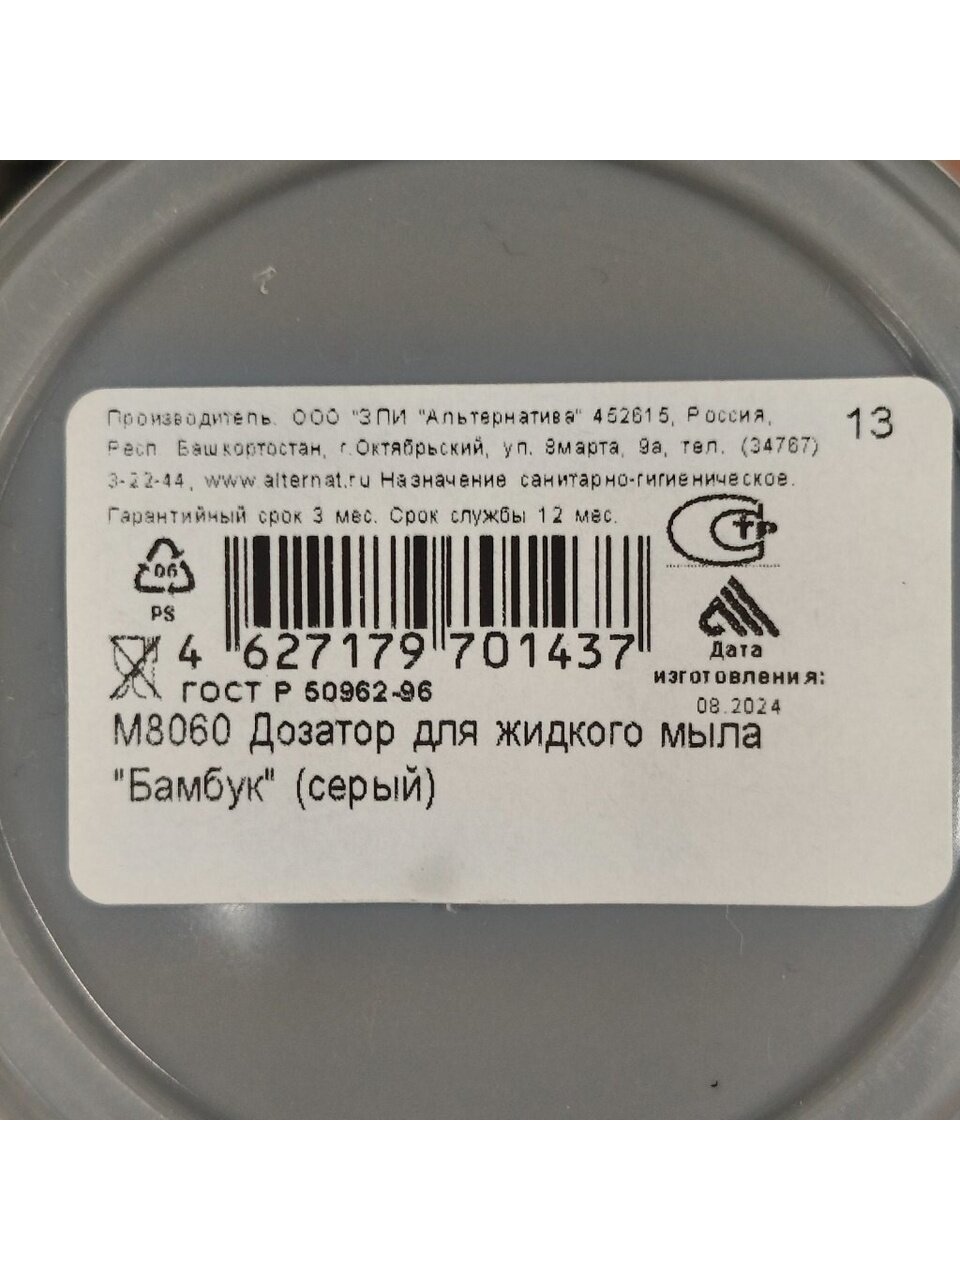 Производитель: ООО "ЗПИ "Альтернатива" 452615, Россия,
13
Респ. Башкортостан, г.Октябрьский, ул. 8марта, 9а, тел. (34767)
3-22-44, www.alternat.ru Назначение санитарно-гигиеническое.
Гарантийный срок 3 мес. Срок службы 12 мес.
06
PS
4 627179 701437
Дата
изготовления:
08.2024
ГОСТ Р 50962-96
М8060 Дозатор для жидкого мыла
"Бамбук" (серый)